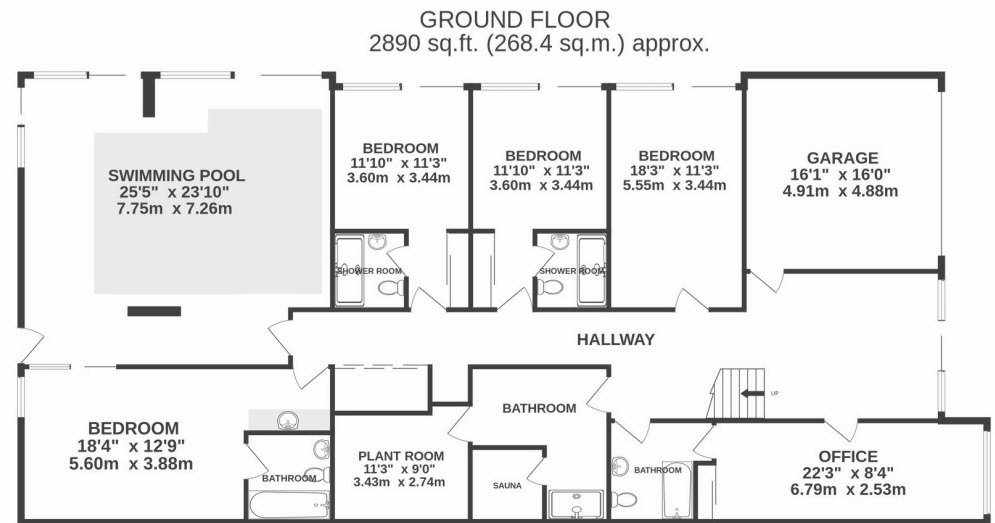 GROUND FLOOR
2890 sq.ft. (268.4 sq.m.) approx.
SWIMMING POOL
25'5" x 23'10"
7.75m x 7.26m
BEDROOM
11'10" x 11'3"
3.60m x 3.44m
BEDROOM
11'10" x 11'3"
3.60m x 3.44m
BEDROOM
18'3" x 11'3"
5.55m x 3.44m
GARAGE
16'1" x 16'0"
4.91m x 4.88m
SHOWER ROOM
SHOWER ROOM
HALLWAY
UP
BEDROOM
18'4" x 12'9"
5.60m x 3.88m
BATHROOM
PLANT ROOM
11'3" x 9'0"
3.43m x 2.74m
BATHROOM
SAUNA
BATHROOM
OFFICE
22'3" x 8'4"
6.79m x 2.53m